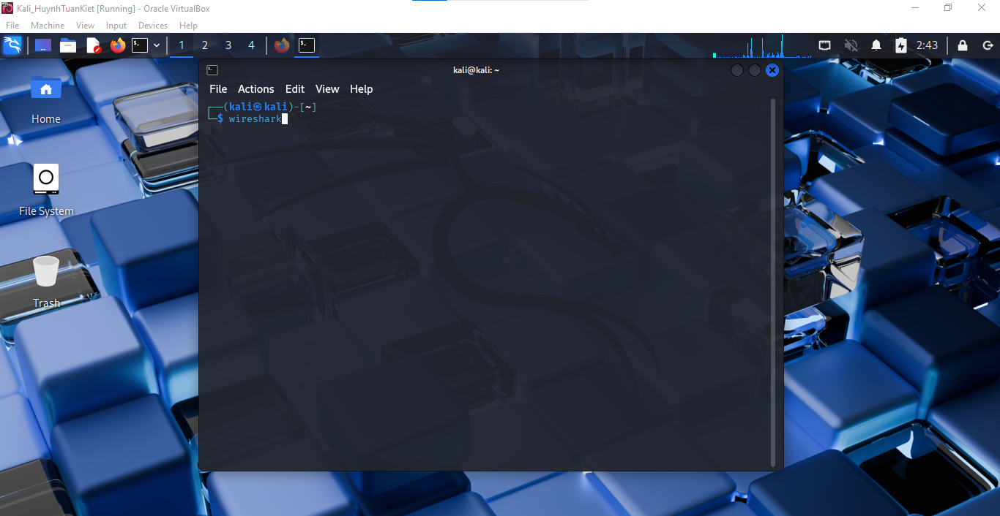 Kali_HuynhTuanKiet [Running] - Oracle VirtualBox
File Machine View Input Devices Help
1 2 3 4 2:43
kali@kali: ~
File Actions Edit View Help
┌──(kali㉿kali)-[~]
└─$ wireshark
Home
File System
Trash